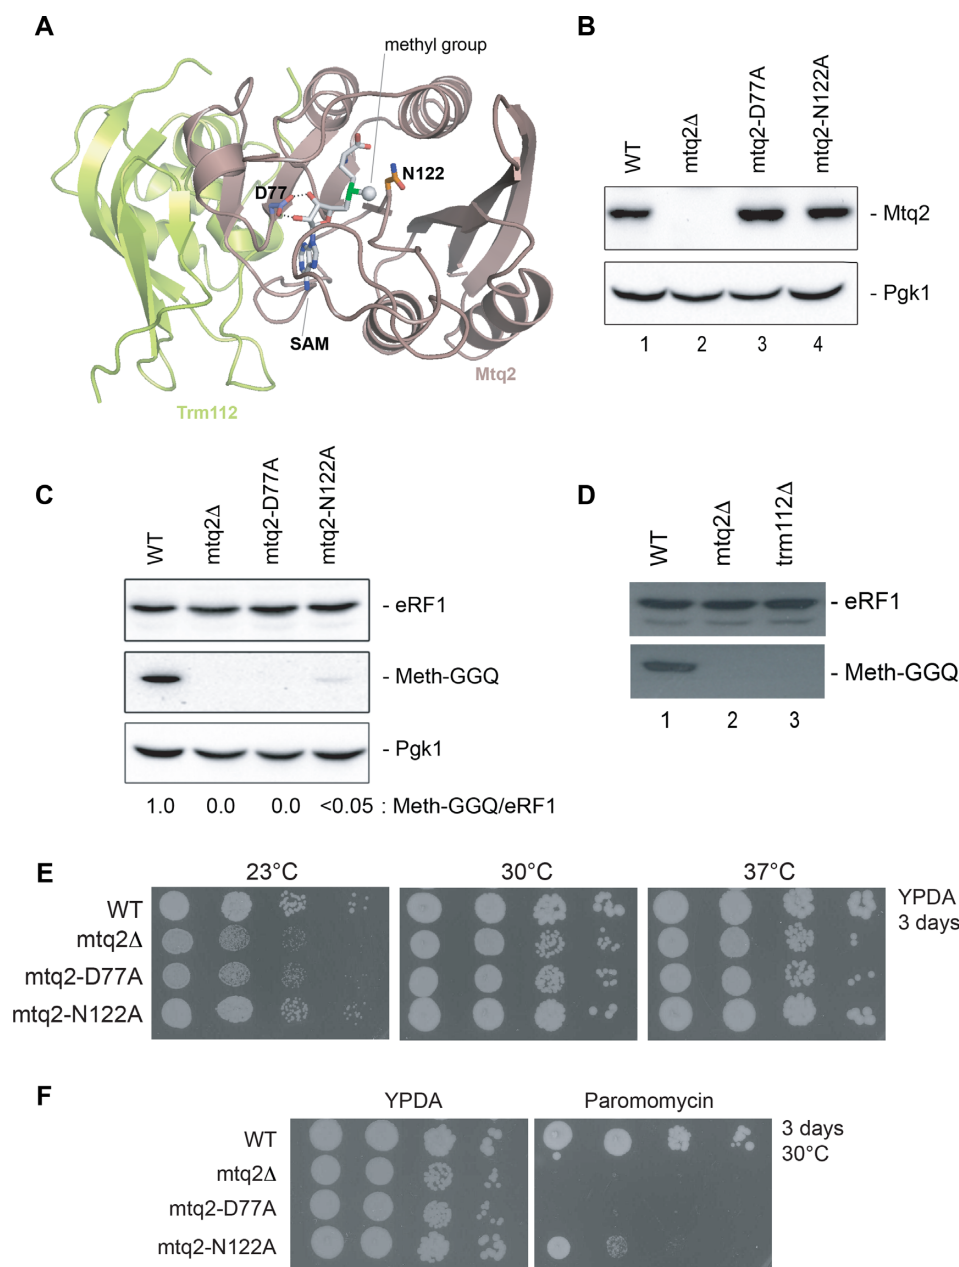 A
methyl group
D77
N122
SAM
Mtq2
Trm112
B
WT
mtq2Δ
mtq2-D77A
mtq2-N122A
- Mtq2
- Pgk1
1 2 3 4
C
WT
mtq2Δ
mtq2-D77A
mtq2-N122A
- eRF1
- Meth-GGQ
- Pgk1
1.0 0.0 0.0 <0.05 : Meth-GGQ/eRF1
D
WT
mtq2Δ
trm112Δ
- eRF1
- Meth-GGQ
1 2 3
E
23°C 30°C 37°C
WT
mtq2Δ
mtq2-D77A
mtq2-N122A
YPDA
3 days
F
YPDA Paromomycin
WT
mtq2Δ
mtq2-D77A
mtq2-N122A
3 days
30°C